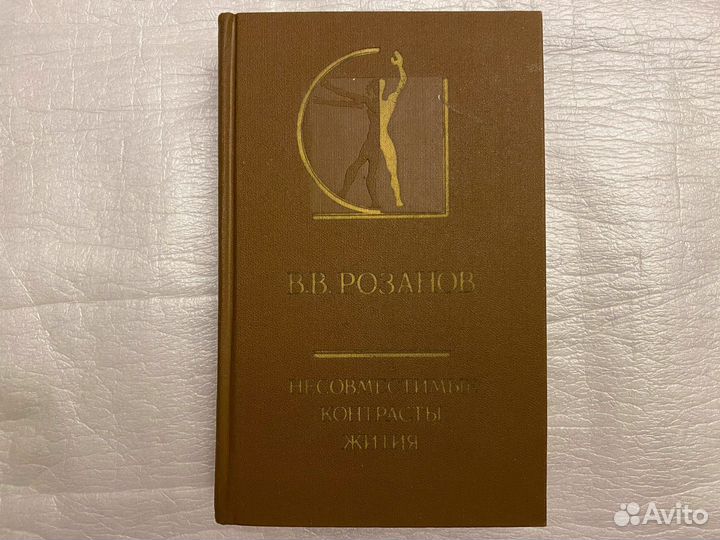 В.В. РОЗАНОВ
НЕСОВМЕСТИМЫЕ
КОНТРАСТЫ
ЖИТИЯ
Avito